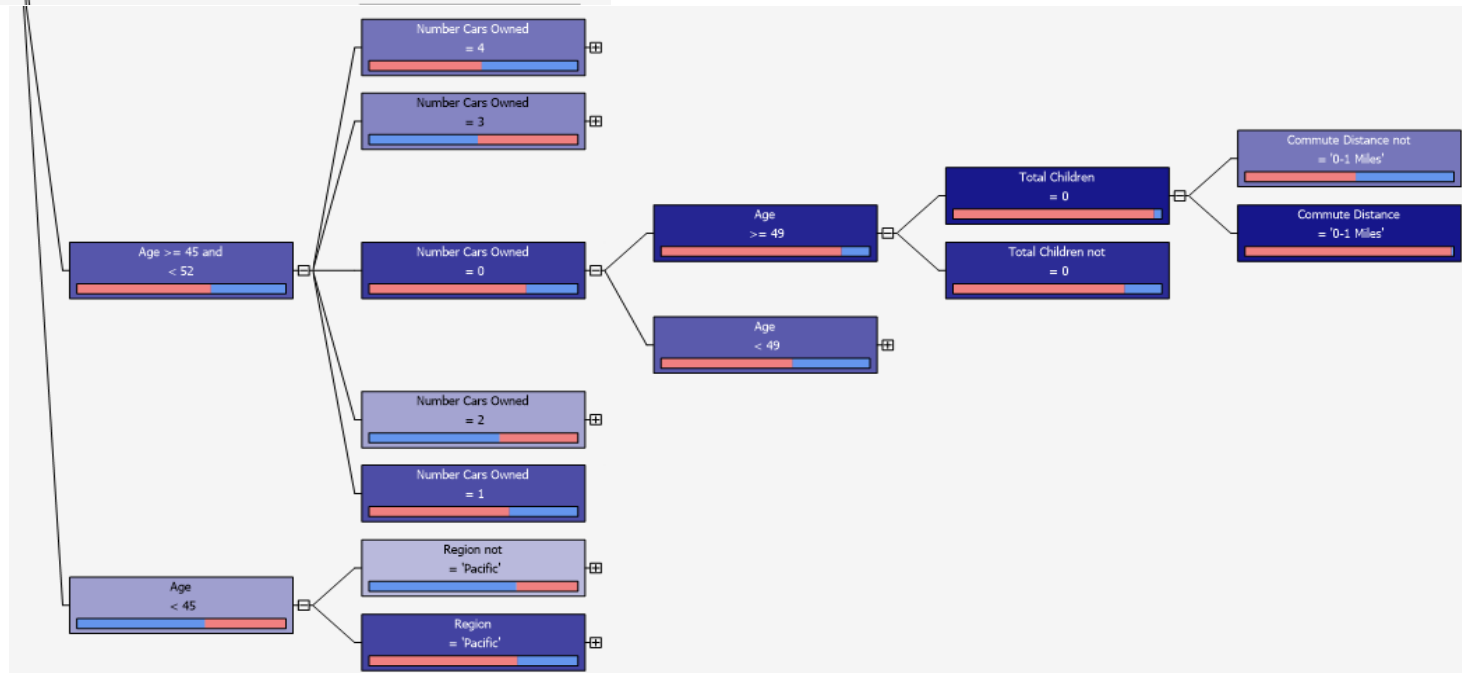 Number Cars Owned
= 4
Number Cars Owned
= 3
Age >= 45 and
< 52
Number Cars Owned
= 0
Age
>= 49
Total Children
= 0
Commute Distance not
= '0-1 Miles'
Commute Distance
= '0-1 Miles'
Total Children not
= 0
Age
< 49
Number Cars Owned
= 2
Number Cars Owned
= 1
Age
< 45
Region not
= 'Pacific'
Region
= 'Pacific'